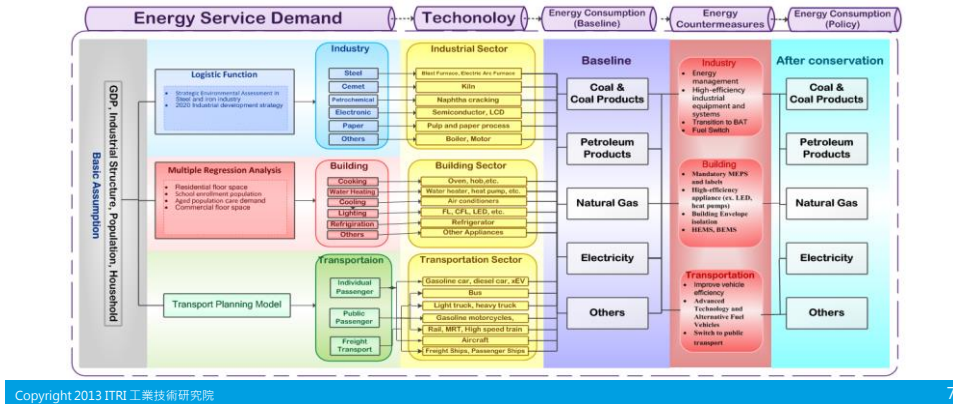 Energy Service Demand
Techonoloy
Energy Consumption
(Baseline)
Energy
Countermeasures
Energy Consumption
(Policy)
GDP, Industrial Structure, Population, Household
Basic Assumption
Logistic Function
Strategic Environmental Assessment in
Steel and Iron industry
2020 Industrial development strategy
Multiple Regression Analysis
Residential floor space
School enrollment population
Aged population care demand
Commercial floor space
Transport Planning Model
Industry
Steel
Cemet
Petrochemical
Electronic
Paper
Others
Building
Cooking
Water Heating
Cooling
Lighting
Refrigiration
Others
Transportaion
Individual
Passenger
Public
Passenger
Freight
Transport
Industrial Sector
Blast Furnace, Electric Arc Furnace
Kiln
Naphtha cracking
Semiconductor, LCD
Pulp and paper process
Boiler, Motor
Building Sector
Oven, hob,etc.
Water heater, heat pump, etc.
Air conditioners
FL, CFL, LED, etc.
Refrigerator
Other Appliances
Transportation Sector
Gasoline car, diesel car, xEV
Bus
Light truck, heavy truck
Gasoline motorcycles,
Rail, MRT, High speed train
Aircraft
Freight Ships, Passenger Ships
Baseline
Coal &
Coal Products
Petroleum
Products
Natural Gas
Electricity
Others
Industry
Energy
management
High-efficiency
industrial
equipment and
systems
Transition to BAT
Fuel Switch
Building
Mandatory MEPS
and labels
High-efficiency
appliance (ex. LED,
heat pumps)
Building Envelope
isolation
HEMS, BEMS
Transportation
Improve vehicle
efficiency
Advanced
Technology and
Alternative Fuel
Vehicles
Switch to public
transport
After conservation
Coal &
Coal Products
Petroleum
Products
Natural Gas
Electricity
Others
Copyright 2013 ITRI 工業技術研究院
7